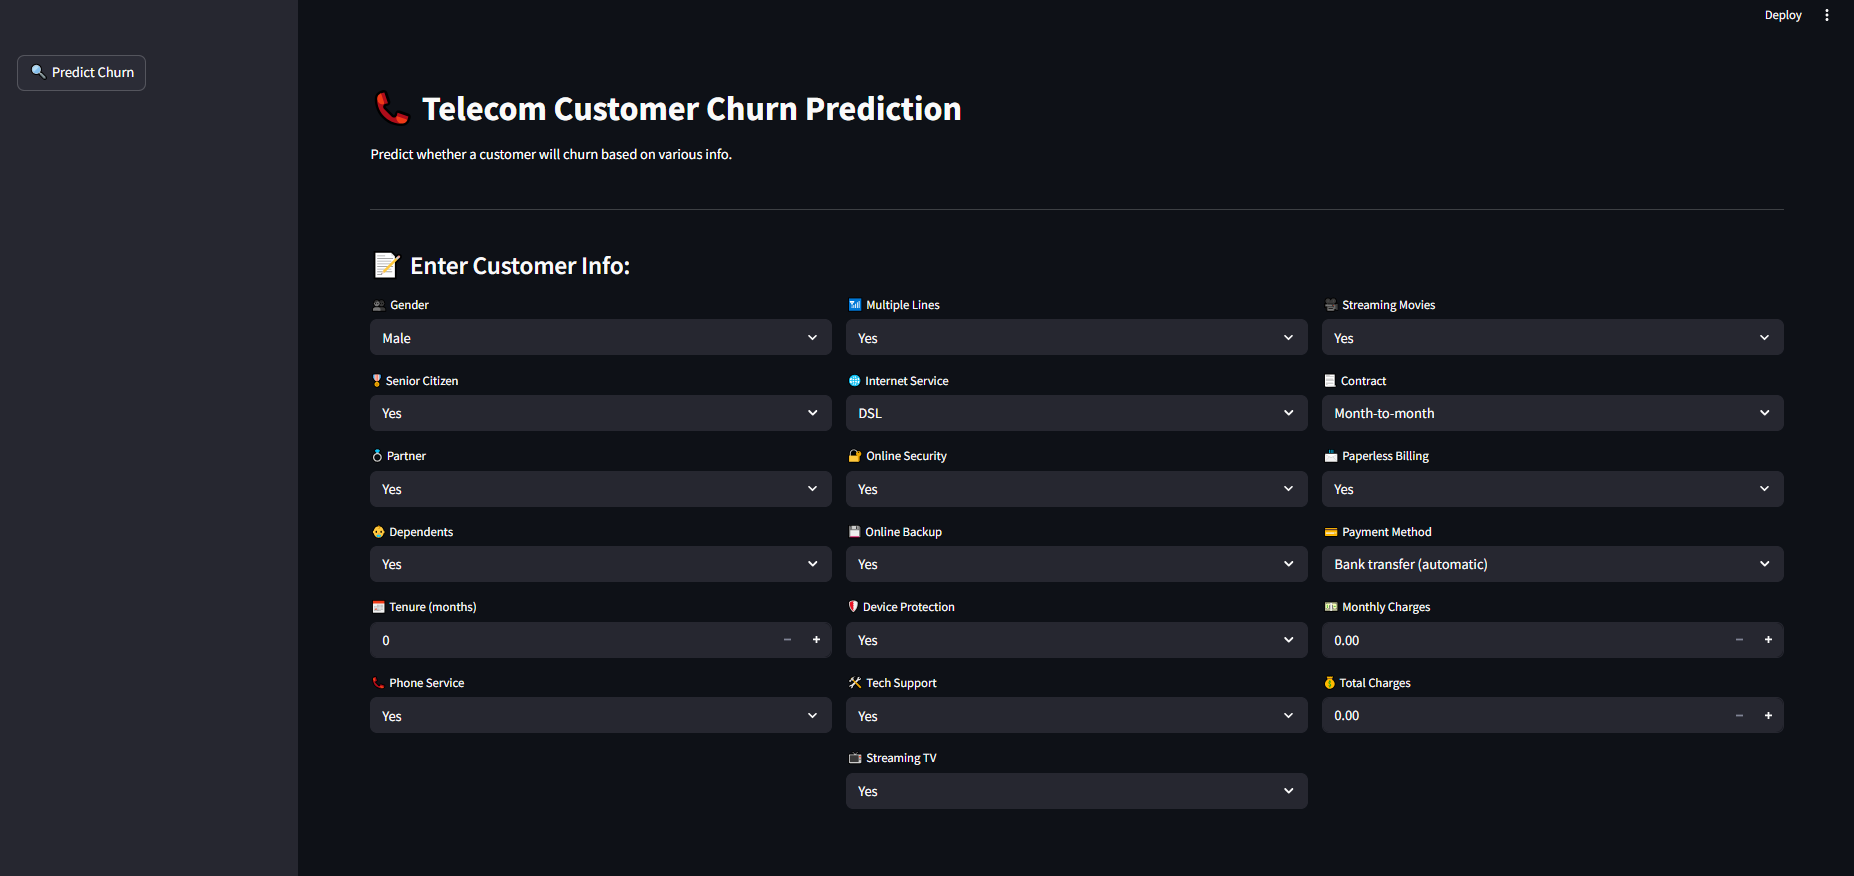 Deploy
Predict Churn
Telecom Customer Churn Prediction
Predict whether a customer will churn based on various info.
Enter Customer Info:
Gender
Male
Senior Citizen
Yes
Partner
Yes
Dependents
Yes
Tenure (months)
0
Phone Service
Yes
Multiple Lines
Yes
Internet Service
DSL
Online Security
Yes
Online Backup
Yes
Device Protection
Yes
Tech Support
Yes
Streaming TV
Yes
Streaming Movies
Yes
Contract
Month-to-month
Paperless Billing
Yes
Payment Method
Bank transfer (automatic)
Monthly Charges
0.00
Total Charges
0.00